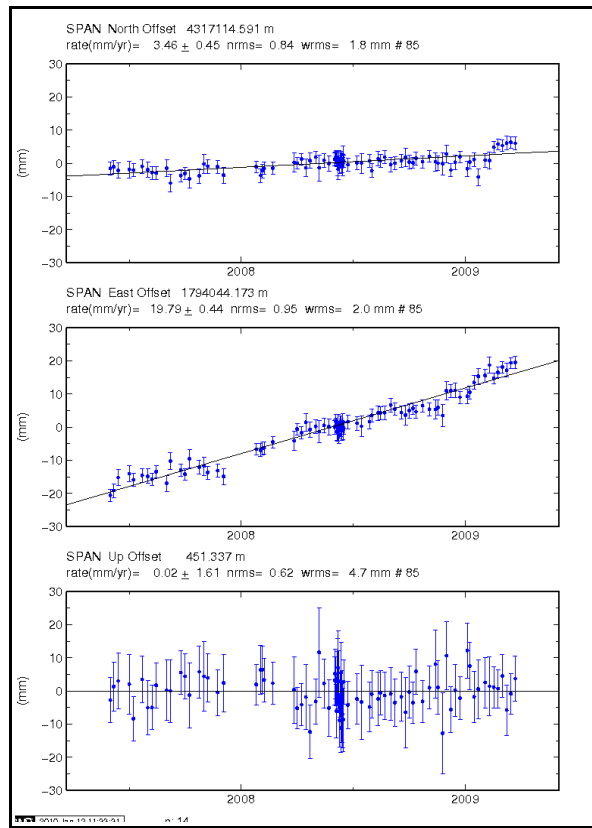 SPAN North Offset 4317114.591 m
rate(mm/yr)= 3.46 ± 0.45 nrms= 0.84 wrms= 1.8 mm # 85
30
20
10
0
−10
−20
−30
(mm)
2008 2009
SPAN East Offset 1794044.173 m
rate(mm/yr)= 19.79 ± 0.44 nrms= 0.95 wrms= 2.0 mm # 85
30
20
10
0
−10
−20
−30
(mm)
2008 2009
SPAN Up Offset 451.337 m
rate(mm/yr)= 0.02 ± 1.61 nrms= 0.62 wrms= 4.7 mm # 85
30
20
10
0
−10
−20
−30
(mm)
2008 2009